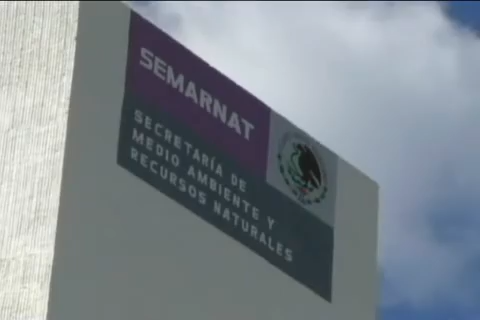 SEMARNAT
SECRETARÍA DE
MEDIO AMBIENTE Y
RECURSOS NATURALES